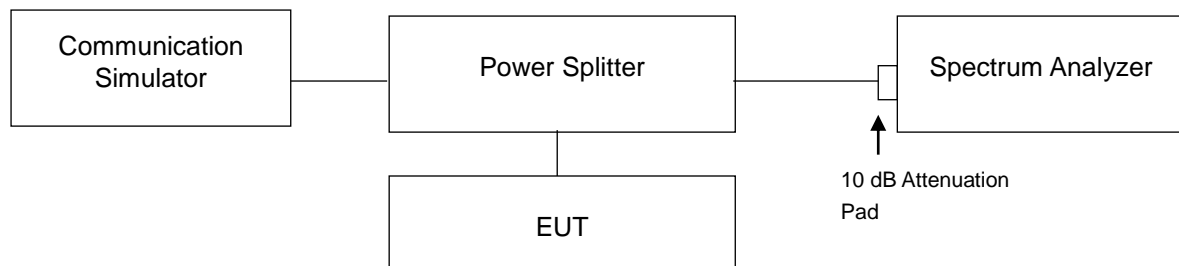 Communication
Simulator
Power Splitter
Spectrum Analyzer
10 dB Attenuation
Pad
EUT